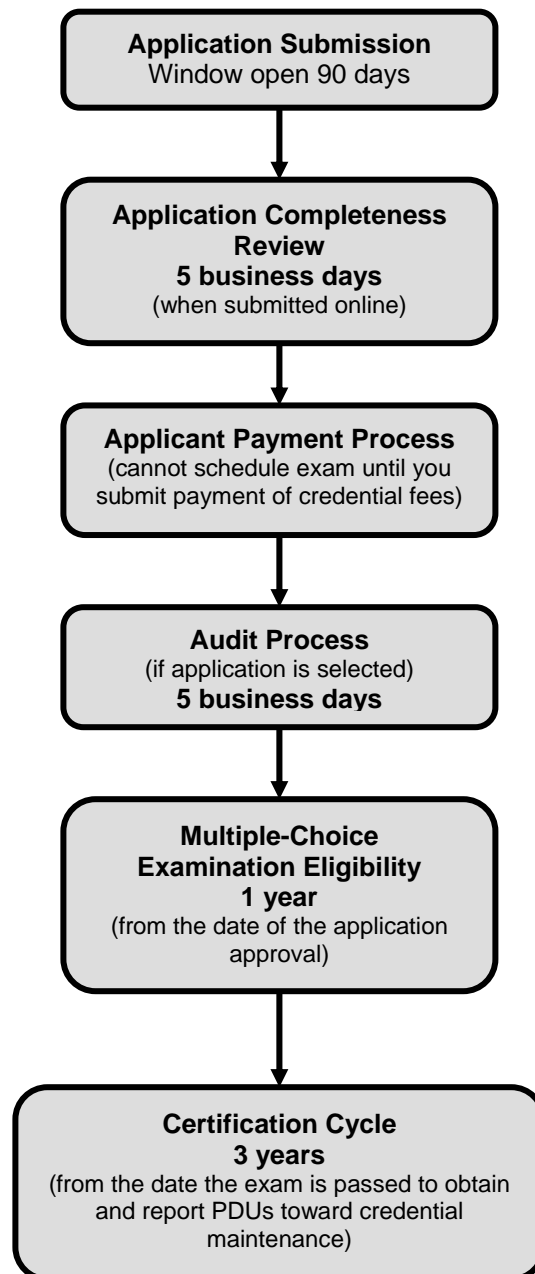 Application Submission
Window open 90 days
Application Completeness
Review
5 business days
(when submitted online)
Applicant Payment Process
(cannot schedule exam until you
submit payment of credential fees)
Audit Process
(if application is selected)
5 business days
Multiple-Choice
Examination Eligibility
1 year
(from the date of the application
approval)
Certification Cycle
3 years
(from the date the exam is passed to obtain
and report PDUs toward credential
maintenance)